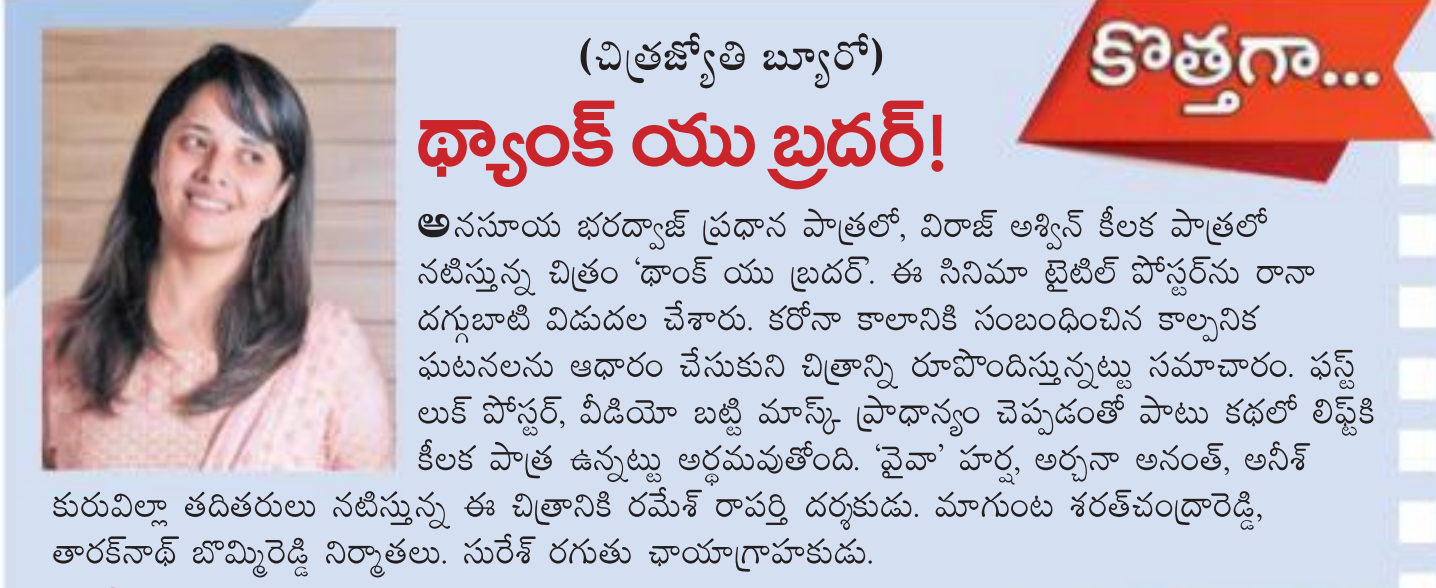 (చిత్రజ్యోతి బ్యూరో)
కొత్తగా...
థ్యాంక్ యు బ్రదర్!
అనసూయ భరద్వాజ్ ప్రధాన పాత్రలో, విరాజ్ అశ్విన్ కీలక పాత్రలో
నటిస్తున్న చిత్రం ‘థాంక్ యు బ్రదర్’. ఈ సినిమా టైటిల్ పోస్టర్‌ను రానా
దగ్గుబాటి విడుదల చేశారు. కరోనా కాలానికి సంబంధించిన కాల్పనిక
ఘటనలను ఆధారం చేసుకుని చిత్రాన్ని రూపొందిస్తున్నట్టు సమాచారం. ఫస్ట్
లుక్ పోస్టర్, వీడియో బట్టి మాస్క్ ప్రాధాన్యం చెప్పడంతో పాటు కథలో లిఫ్ట్‌కి
కీలక పాత్ర ఉన్నట్టు అర్థమవుతోంది. ‘వైవా’ హర్ష, అర్చనా అనంత్, అనీశ్
కురువిల్లా తదితరులు నటిస్తున్న ఈ చిత్రానికి రమేశ్ రాపర్తి దర్శకుడు. మాగుంట శరత్‌చంద్రారెడ్డి,
తారక్‌నాథ్ బొమ్మిరెడ్డి నిర్మాతలు. సురేశ్ రగుతు ఛాయాగ్రాహకుడు.